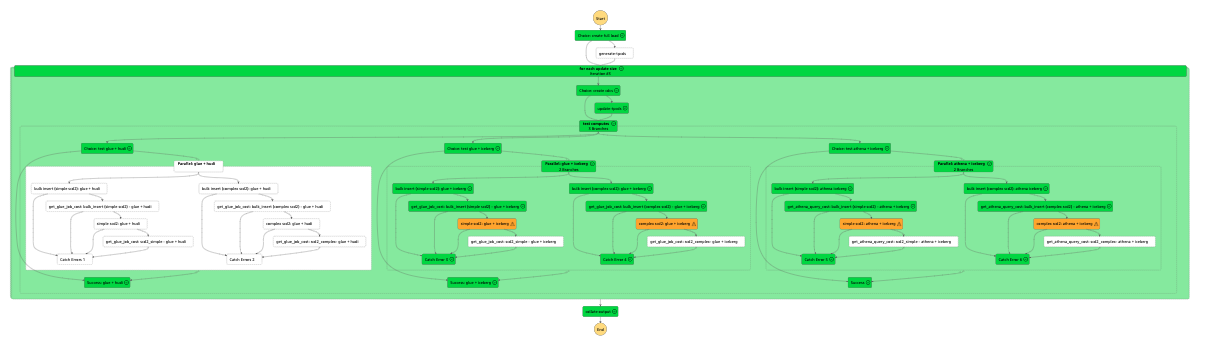 Start
Choice: create full load
generate tpcds
for each update size
Iteration #0
Choice: create cdcs
update tpcds
test computes
3 Branches
Choice: test glue + hudi
Choice: test glue + iceberg
Choice: test athena + iceberg
Parallel: glue + hudi
Parallel: glue + iceberg
2 Branches
Parallel: athena + iceberg
2 Branches
bulk insert (simple scd2): glue + hudi
bulk insert (complex scd2): glue + hudi
bulk insert (simple scd2): glue + iceberg
bulk insert (complex scd2): glue + iceberg
bulk insert (simple scd2): athena iceberg
bulk insert (complex scd2): athena iceberg
get_glue_job_cost: bulk_insert (simple scd2) - glue + hudi
get_glue_job_cost: bulk_insert (complex scd2) - glue + hudi
get_glue_job_cost: bulk_insert (simple scd2) - glue + iceberg
get_glue_job_cost: bulk_insert (complex scd2) - glue + iceberg
get_athena_query_cost: bulk_insert (simple scd2) - athena + iceberg
get_athena_query_cost: bulk_insert (complex scd2) - athena + iceberg
simple scd2: glue + hudi
complex scd2: glue + hudi
simple scd2: glue + iceberg
complex scd2: glue + iceberg
simple scd2: athena + iceberg
complex scd2: athena + iceberg
get_glue_job_cost: scd2_simple - glue + hudi
get_glue_job_cost: scd2_complex: glue + hudi
get_glue_job_cost: scd2_simple - glue + iceberg
get_glue_job_cost: scd2_complex: glue + iceberg
get_athena_query_cost: scd2_simple - athena + iceberg
get_athena_query_cost: scd2_complex: athena + iceberg
Catch Errors 1
Catch Errors 2
Catch Error 3
Catch Error 4
Catch Error 5
Catch Error 6
Success: glue + hudi
Success: glue + iceberg
Success
collate output
End